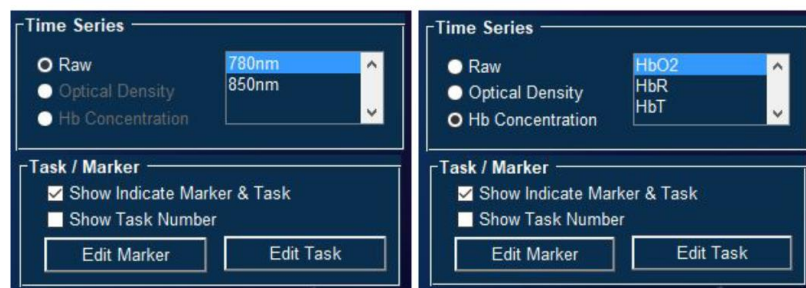 Time Series
Raw
780nm
Optical Density
850nm
Hb Concentration
Task / Marker
Show Indicate Marker & Task
Show Task Number
Edit Marker
Edit Task
Time Series
Raw
HbO2
Optical Density
HbR
Hb Concentration
HbT
Task / Marker
Show Indicate Marker & Task
Show Task Number
Edit Marker
Edit Task